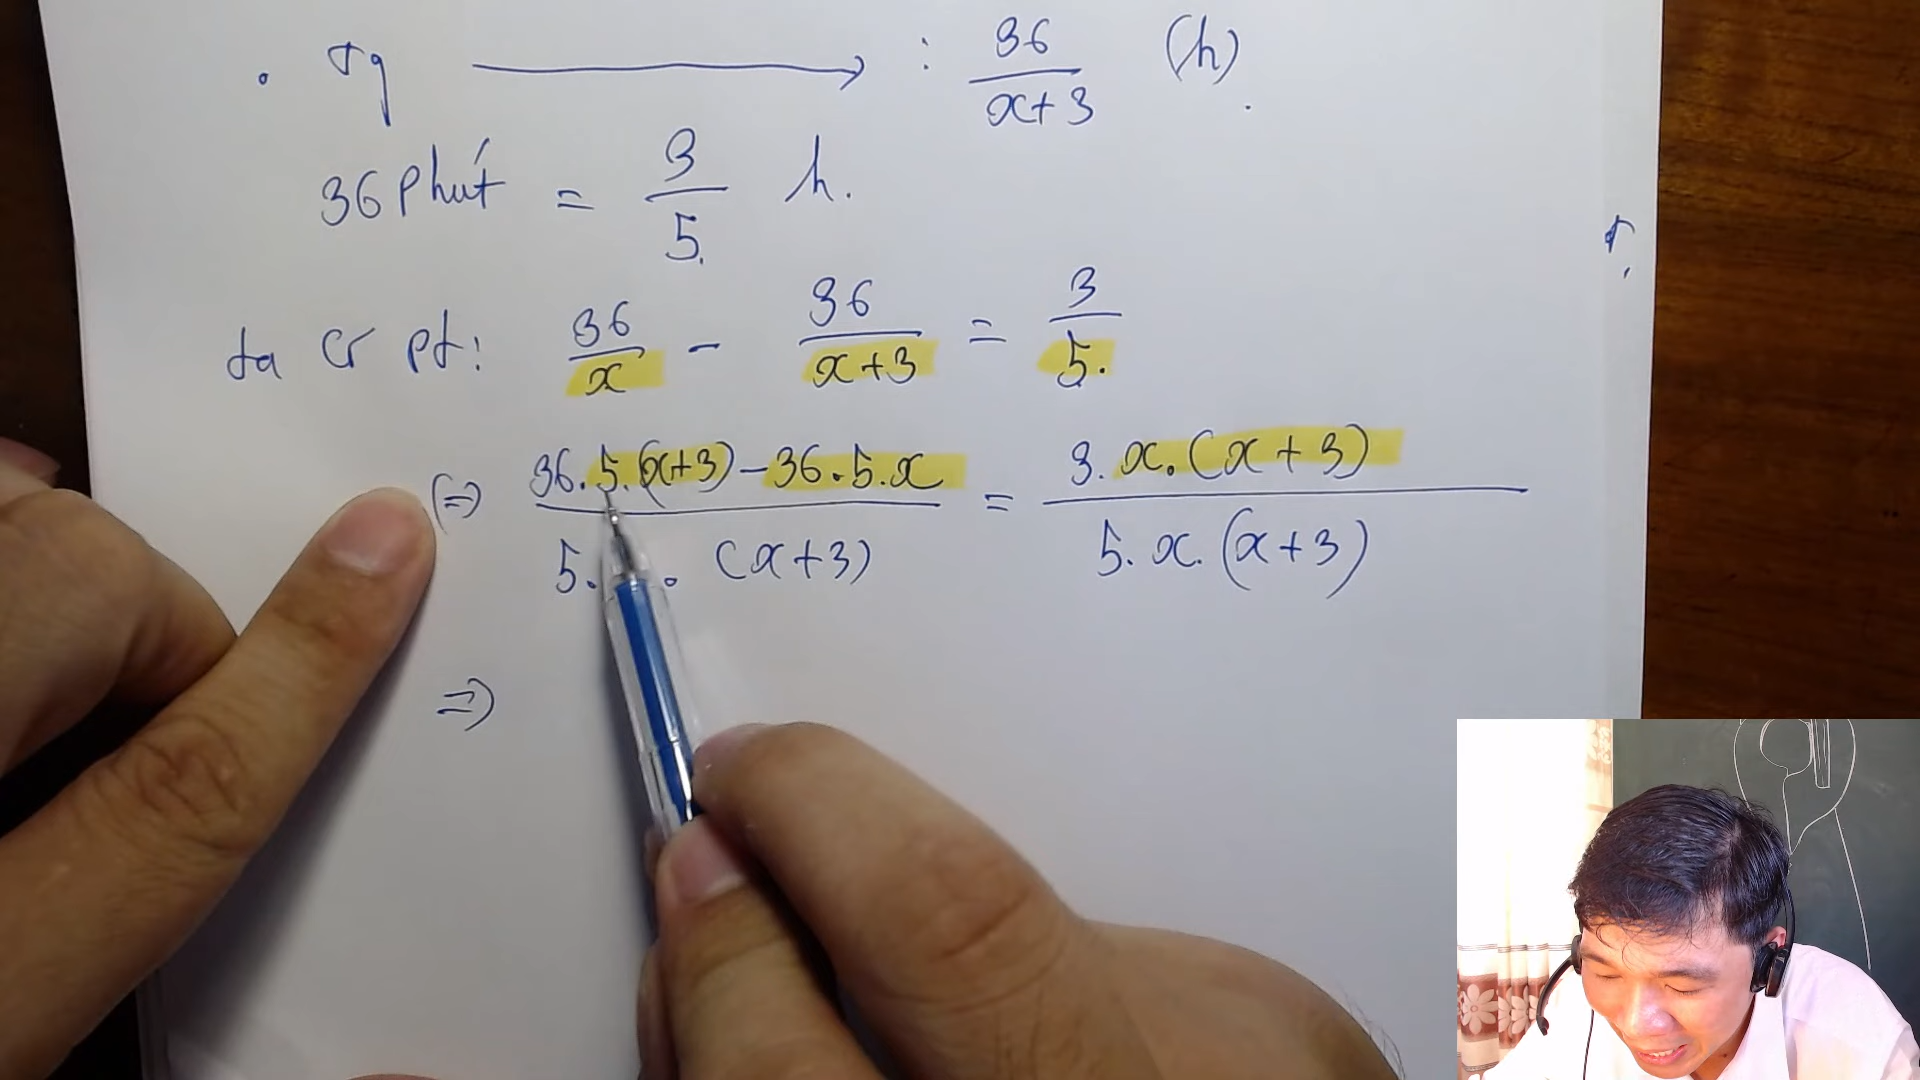 . Tg ⟶ : 36/(x+3) (h).
36 Phút = 3/5 h.
ta có pt: 36/x - 36/(x+3) = 3/5.
(=) (36.5.(x+3) - 36.5.x)/(5. . (x+3)) = (3.x.(x+3))/(5.x.(x+3))
=)